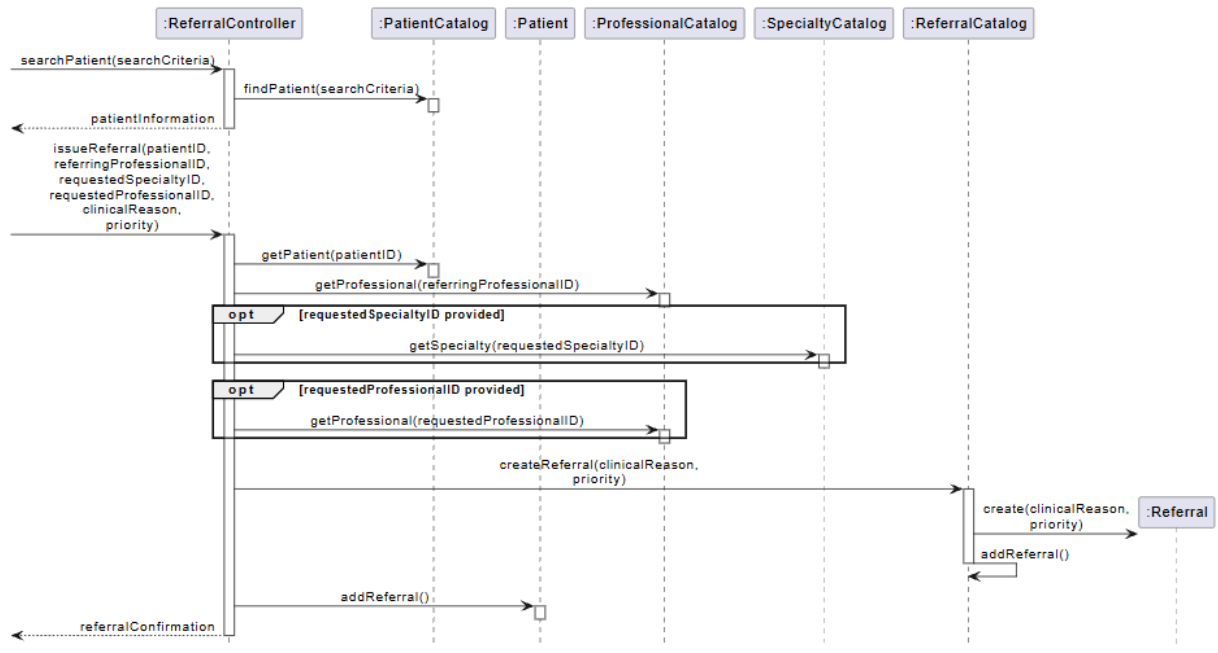 :ReferralController :PatientCatalog :Patient :ProfessionalCatalog :SpecialtyCatalog :ReferralCatalog
searchPatient(searchCriteria)
findPatient(searchCriteria)
patientInformation
issueReferral(patientID,
referringProfessionalID,
requestedSpecialtyID,
requestedProfessionalID,
clinicalReason,
priority)
getPatient(patientID)
getProfessional(referringProfessionalID)
opt [requestedSpecialtyID provided]
getSpecialty(requestedSpecialtyID)
opt [requestedProfessionalID provided]
getProfessional(requestedProfessionalID)
createReferral(clinicalReason,
priority)
create(clinicalReason,
priority)
:Referral
addReferral()
addReferral()
referralConfirmation